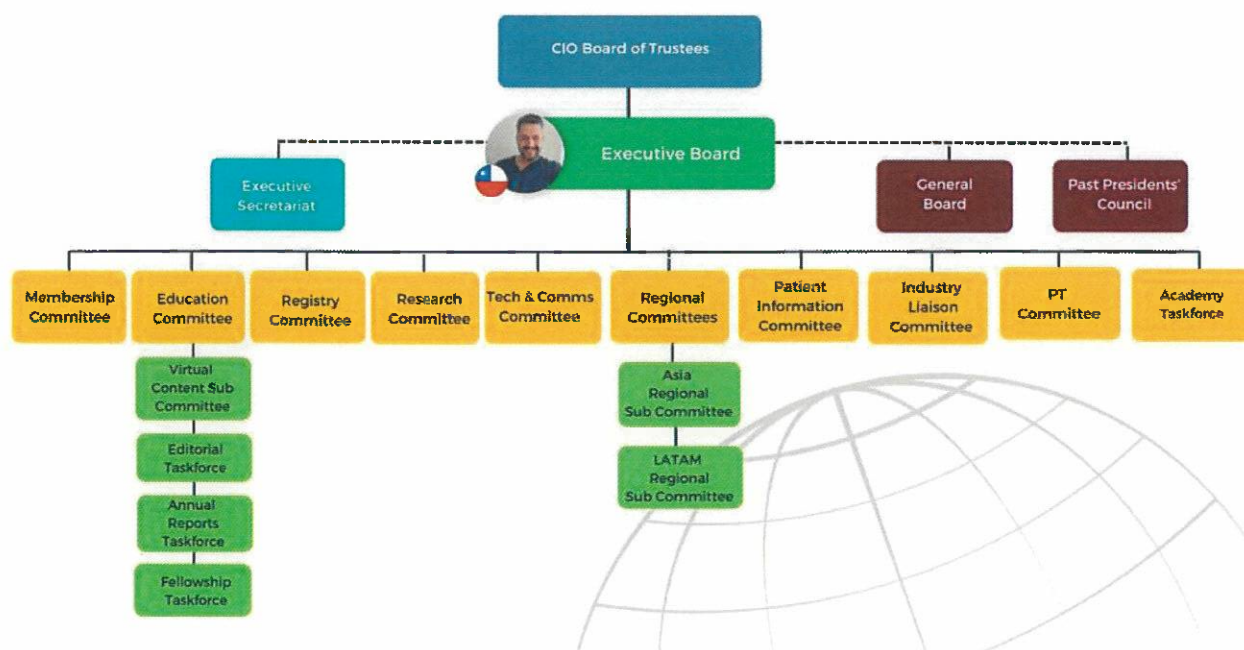 CIO Board of Trustees
Executive Board
Executive
Secretariat
General
Board
Past Presidents'
Council
Membership
Committee
Education
Committee
Registry
Committee
Research
Committee
Tech & Comms
Committee
Regional
Committees
Patient
Information
Committee
Industry
Liaison
Committee
PT
Committee
Academy
Taskforce
Virtual
Content Sub
Committee
Editorial
Taskforce
Annual
Reports
Taskforce
Fellowship
Taskforce
Asia
Regional
Sub Committee
LATAM
Regional
Sub Committee